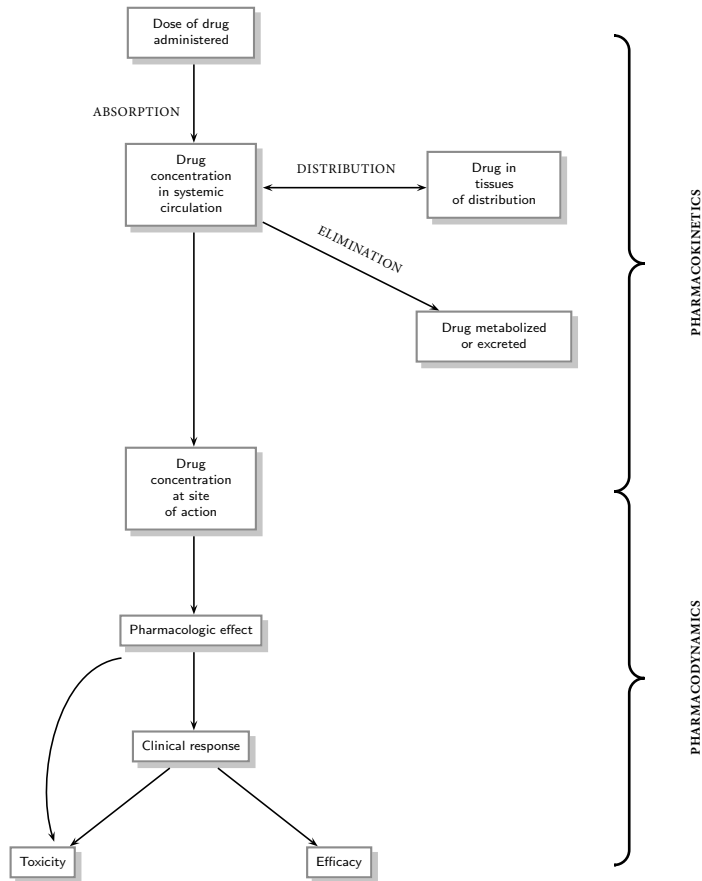 Dose of drug
administered
ABSORPTION
Drug
concentration
in systemic
circulation
DISTRIBUTION
Drug in
tissues
of distribution
ELIMINATION
Drug metabolized
or excreted
PHARMACOKINETICS
Drug
concentration
at site
of action
Pharmacologic effect
Clinical response
Toxicity
Efficacy
PHARMACODYNAMICS